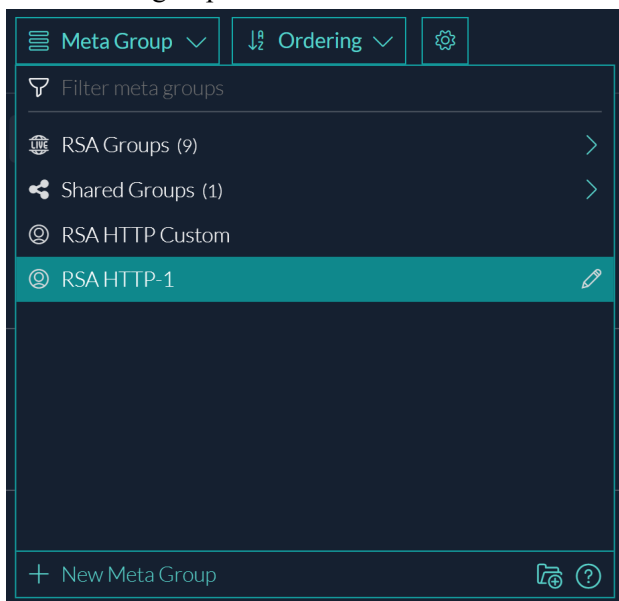 Meta Group Ordering
Filter meta groups
LIVE RSA Groups (9)
Shared Groups (1)
RSA HTTP Custom
RSA HTTP-1
New Meta Group